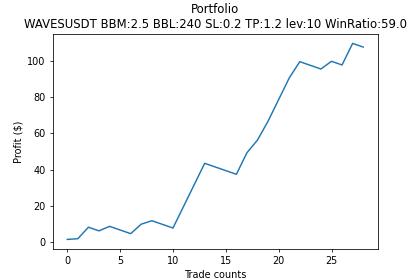 Portfolio
WAVESUSDT BBM:2.5 BBL:240 SL:0.2 TP:1.2 lev:10 WinRatio:59.0
100
80
60
40
20
0
Profit ($)
0 5 10 15 20 25
Trade counts